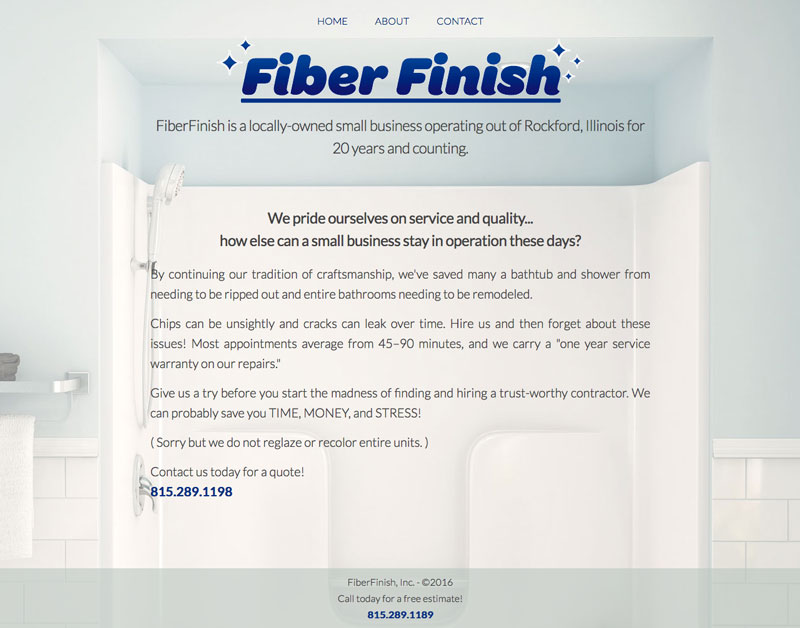 HOME ABOUT CONTACT
Fiber Finish
FiberFinish is a locally-owned small business operating out of Rockford, Illinois for
20 years and counting.
We pride ourselves on service and quality...
how else can a small business stay in operation these days?
By continuing our tradition of craftsmanship, we've saved many a bathtub and shower from
needing to be ripped out and entire bathrooms needing to be remodeled.
Chips can be unsightly and cracks can leak over time. Hire us and then forget about these
issues! Most appointments average from 45–90 minutes, and we carry a "one year service
warranty on our repairs."
Give us a try before you start the madness of finding and hiring a trust-worthy contractor. We
can probably save you TIME, MONEY, and STRESS!
( Sorry but we do not reglaze or recolor entire units. )
Contact us today for a quote!
815.289.1198
FiberFinish, Inc. - ©2016
Call today for a free estimate!
815.289.1189